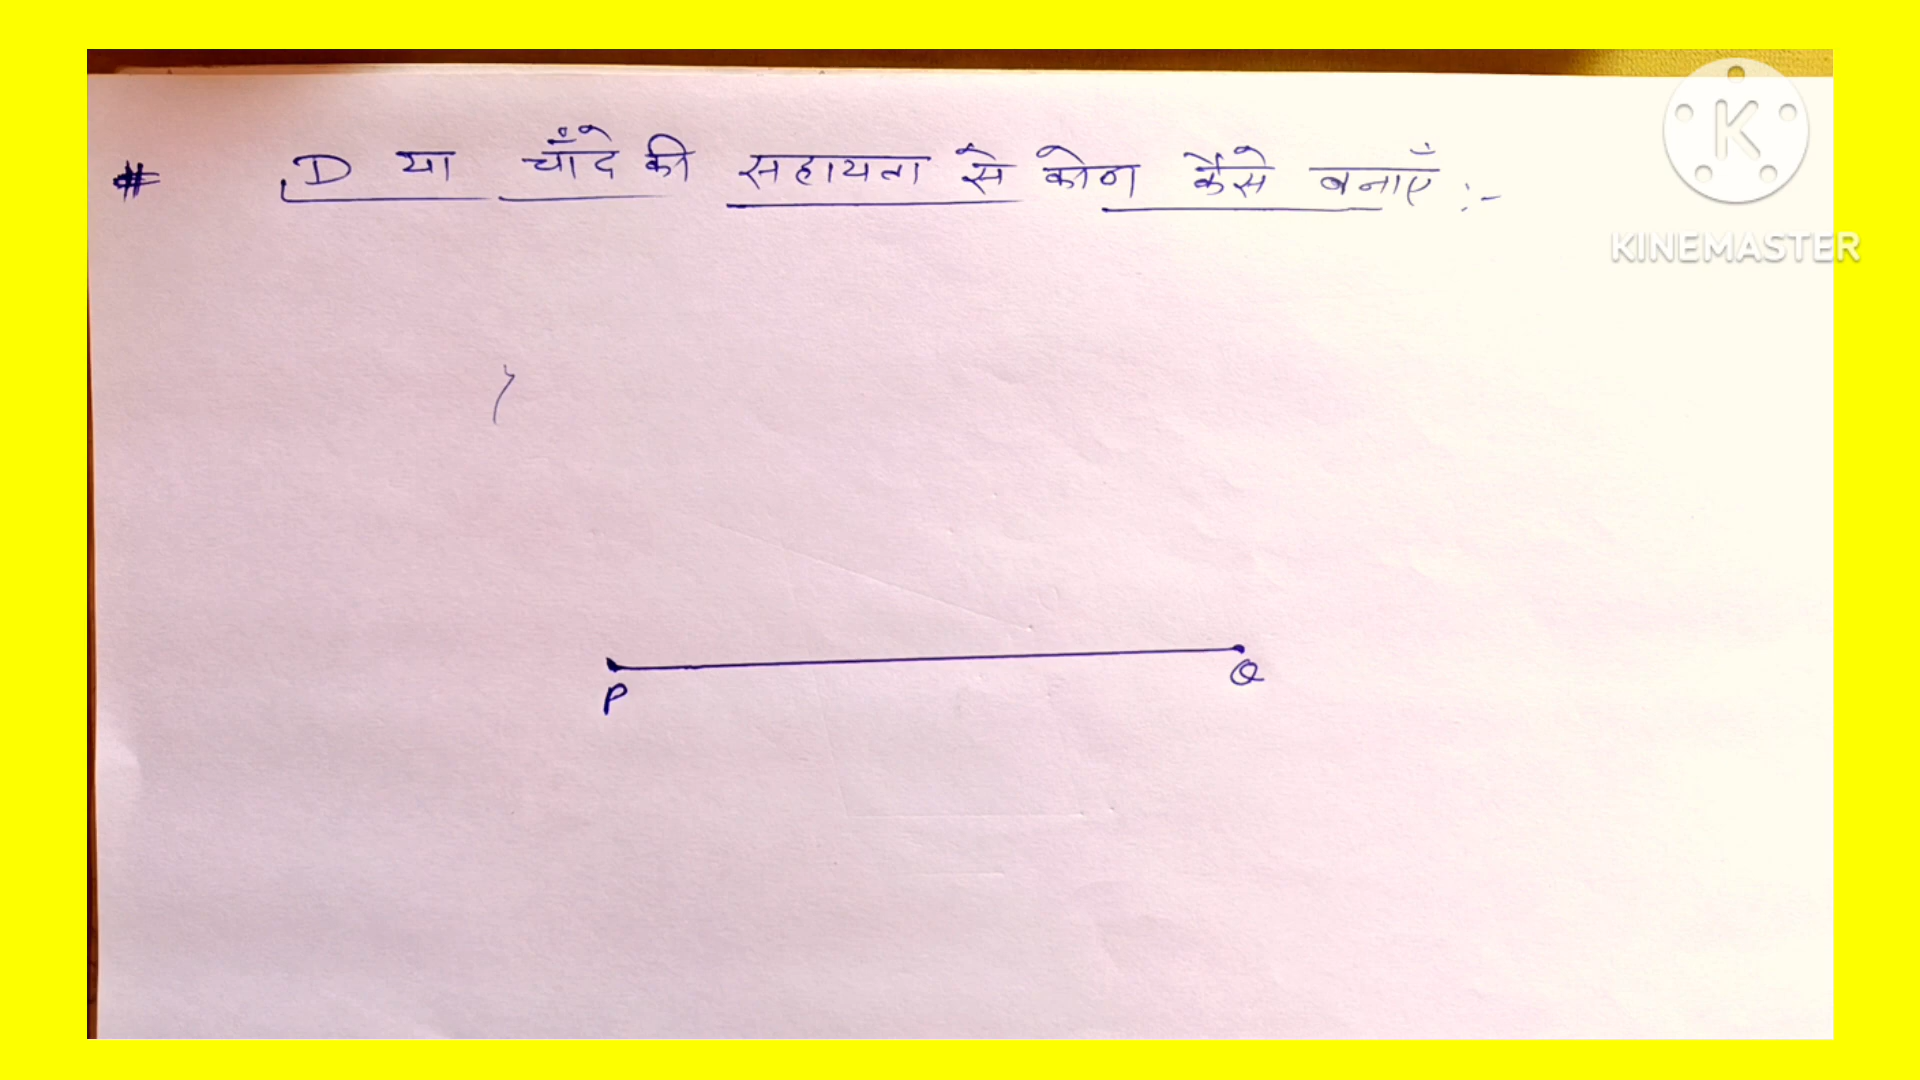 # D या चाँदे की सहायता से कोण कैसे बनाएँ :-
K
KINEMASTER
P
Q